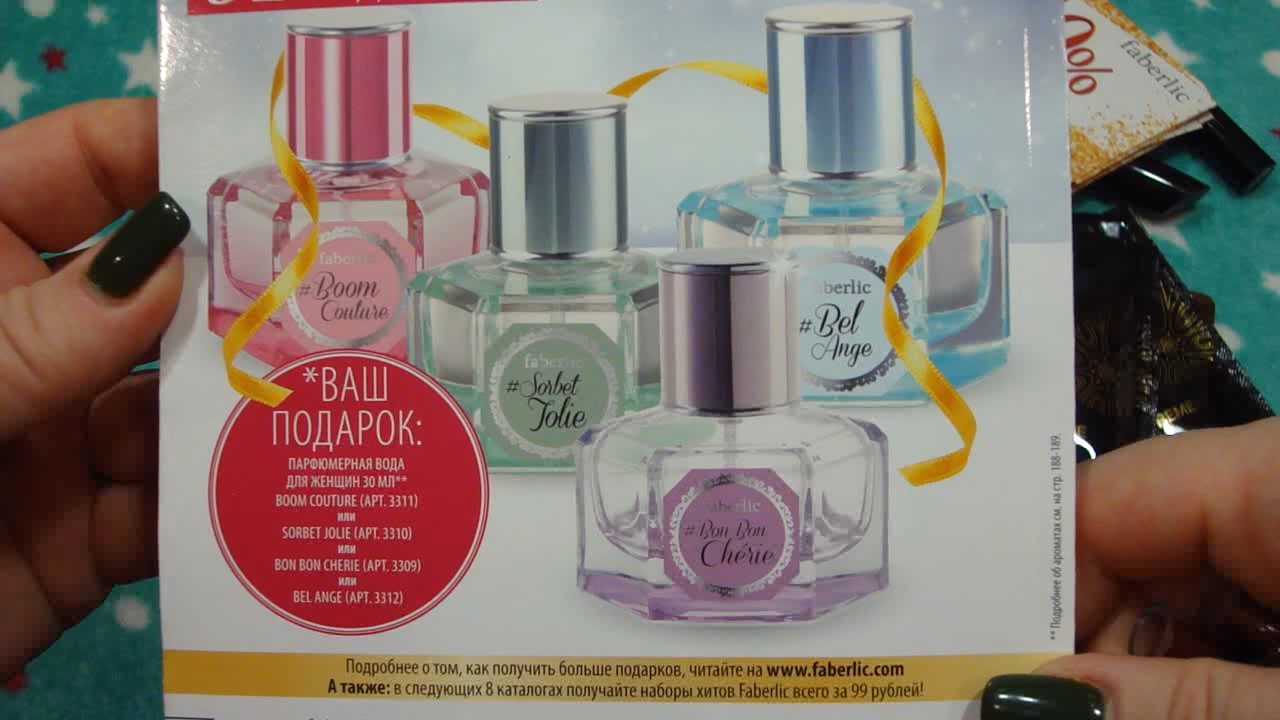 faberlic
#Boom
Couture
faberlic
#Sorbet
Jolie
faberlic
#Bel
Ange
faberlic
#Bon Bon
Chérie
*ВАШ
ПОДАРОК:
ПАРФЮМЕРНАЯ ВОДА
ДЛЯ ЖЕНЩИН 30 МЛ**
BOOM COUTURE (АРТ. 3311)
или
SORBET JOLIE (АРТ. 3310)
или
BON BON CHERIE (АРТ. 3309)
или
BEL ANGE (АРТ. 3312)
** Подробнее об ароматах см. на стр. 188-189.
Подробнее о том, как получить больше подарков, читайте на www.faberlic.com
А также: в следующих 8 каталогах получайте наборы хитов Faberlic всего за 99 рублей!
faberlic
0%